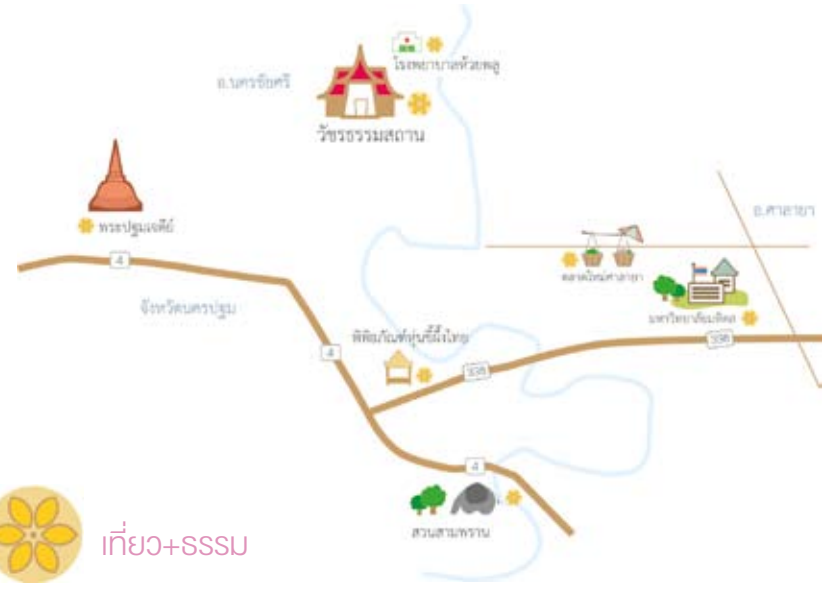 โรงพยาบาลห้วยพลู
อ.นครชัยศรี
วัชรธรรมสถาน
พระปฐมเจดีย์
อ.ศาลายา
4
ตลาดใหม่ศาลายา
จังหวัดนครปฐม
มหาวิทยาลัยมหิดล
พิพิธภัณฑ์หุ่นขี้ผึ้งไทย
4
338
338
4
สวนสามพราน
เที่ยว+ธรรม